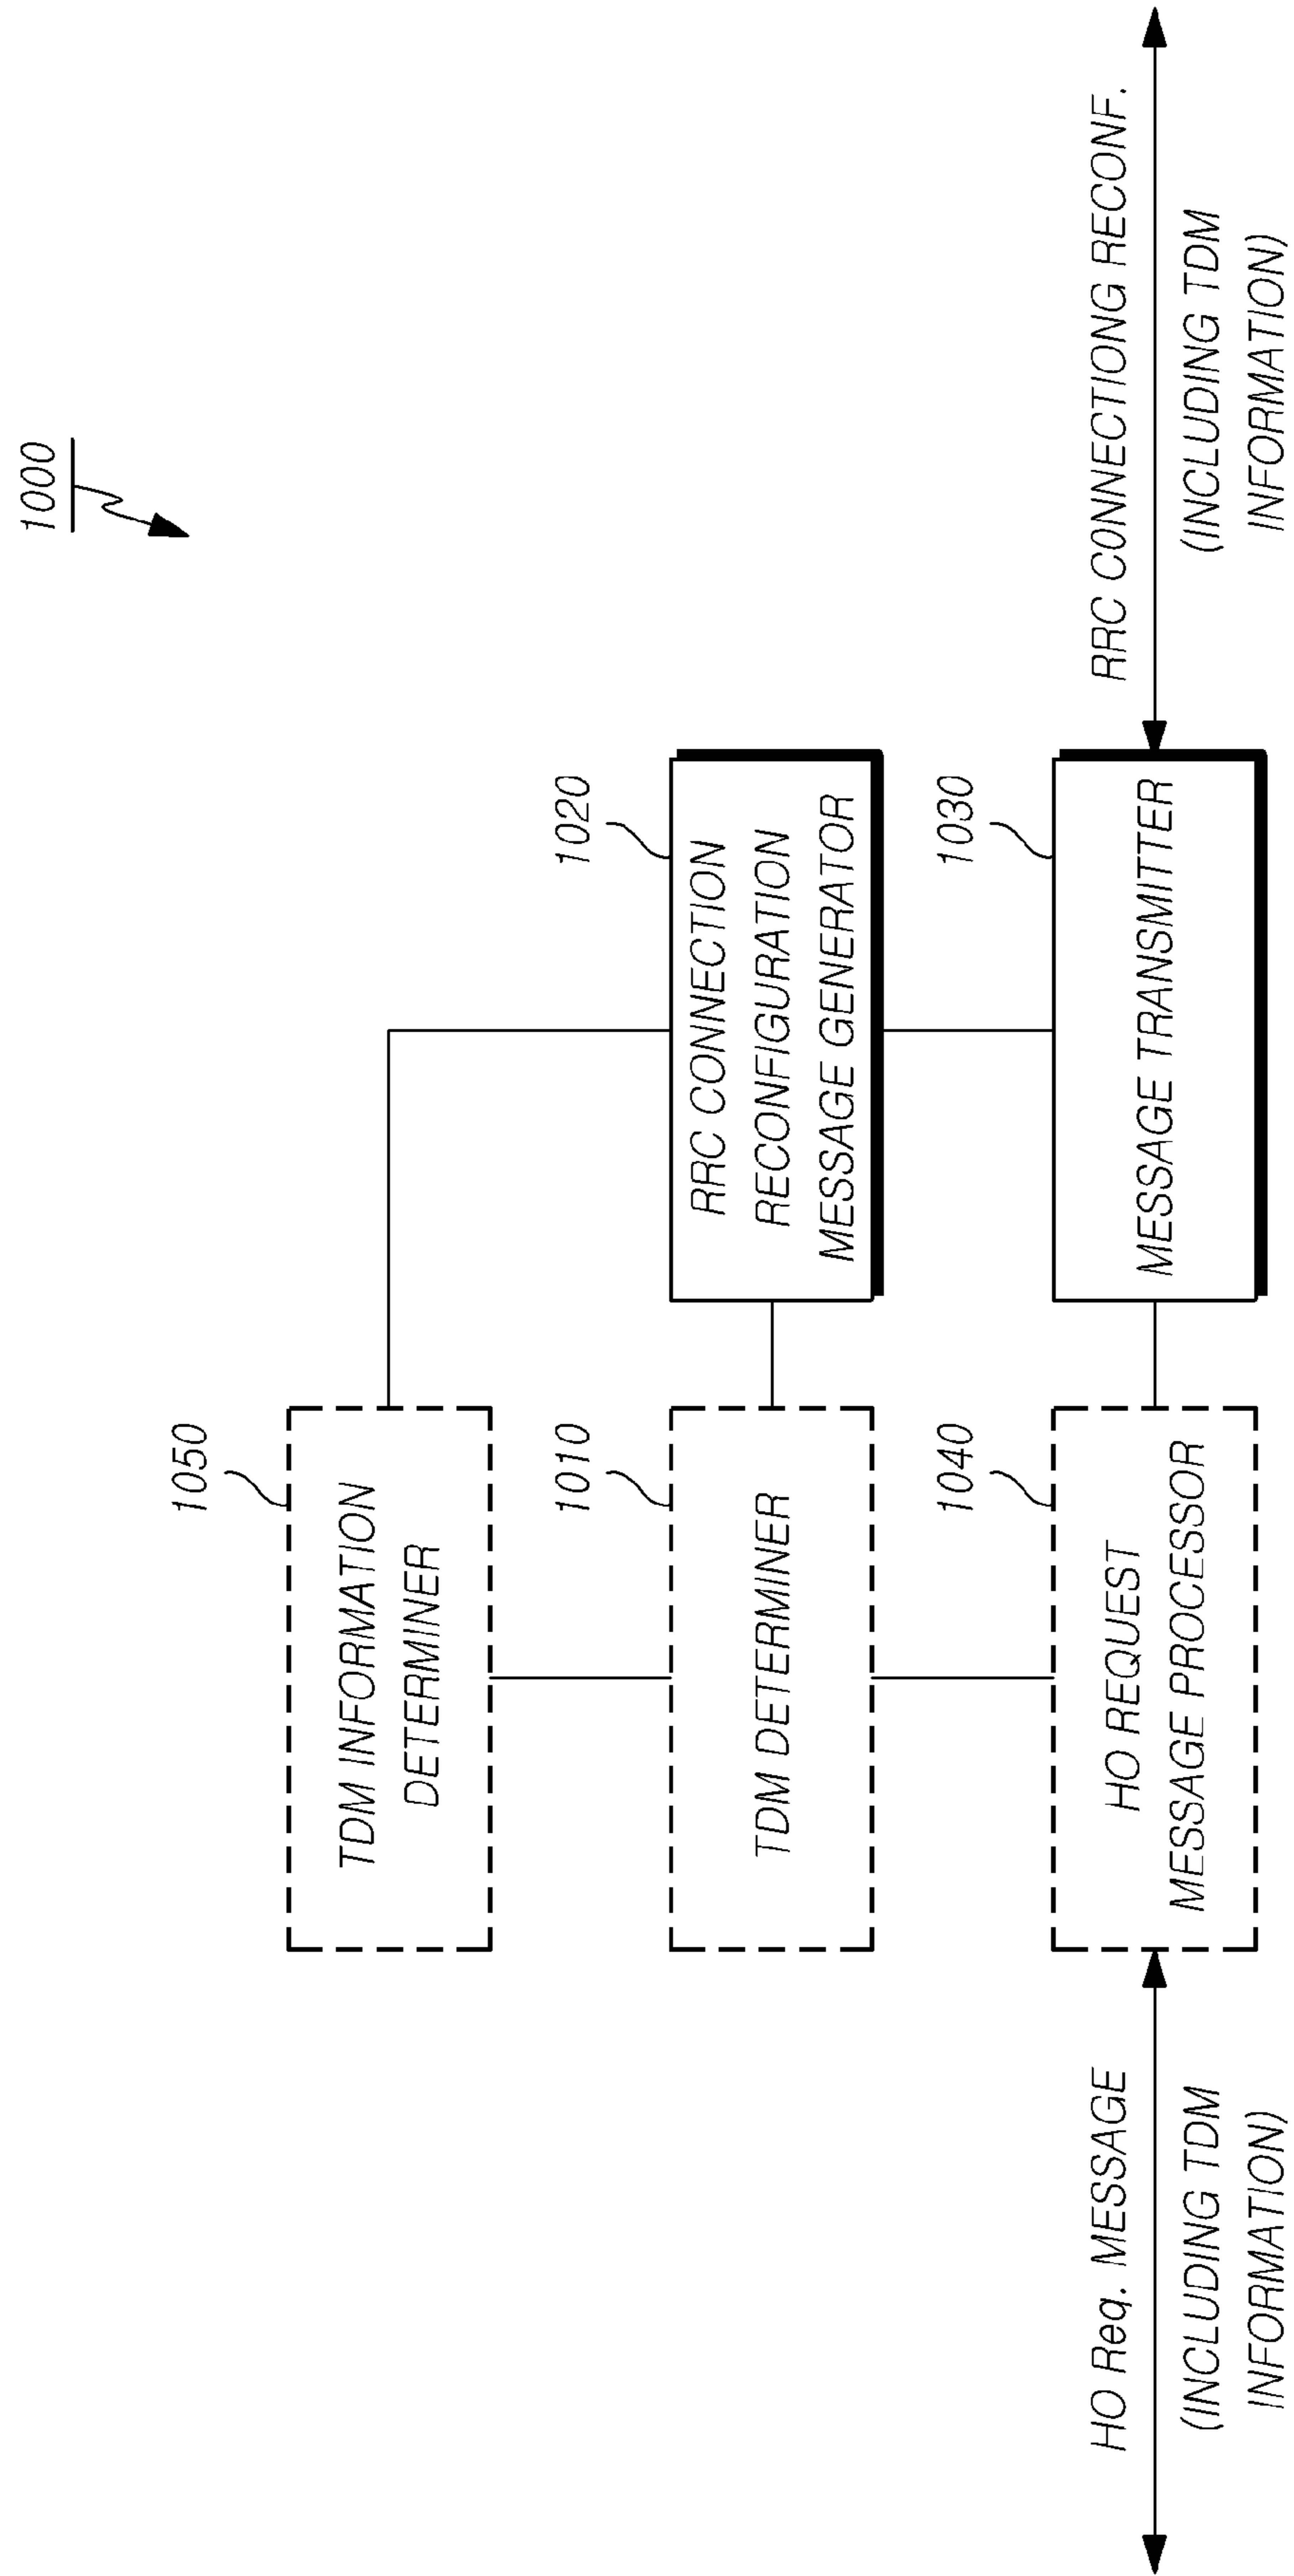 1000
1050
TDM INFORMATION
DETERMINER
1010
TDM DETERMINER
1020
RRC CONNECTION
RECONFIGURATION
MESSAGE GENERATOR
HO Req. MESSAGE
(INCLUDING TDM
INFORMATION)
1040
HO REQUEST
MESSAGE PROCESSOR
1030
MESSAGE TRANSMITTER
RRC CONNECTIONG RECONF.
(INCLUDING TDM
INFORMATION)